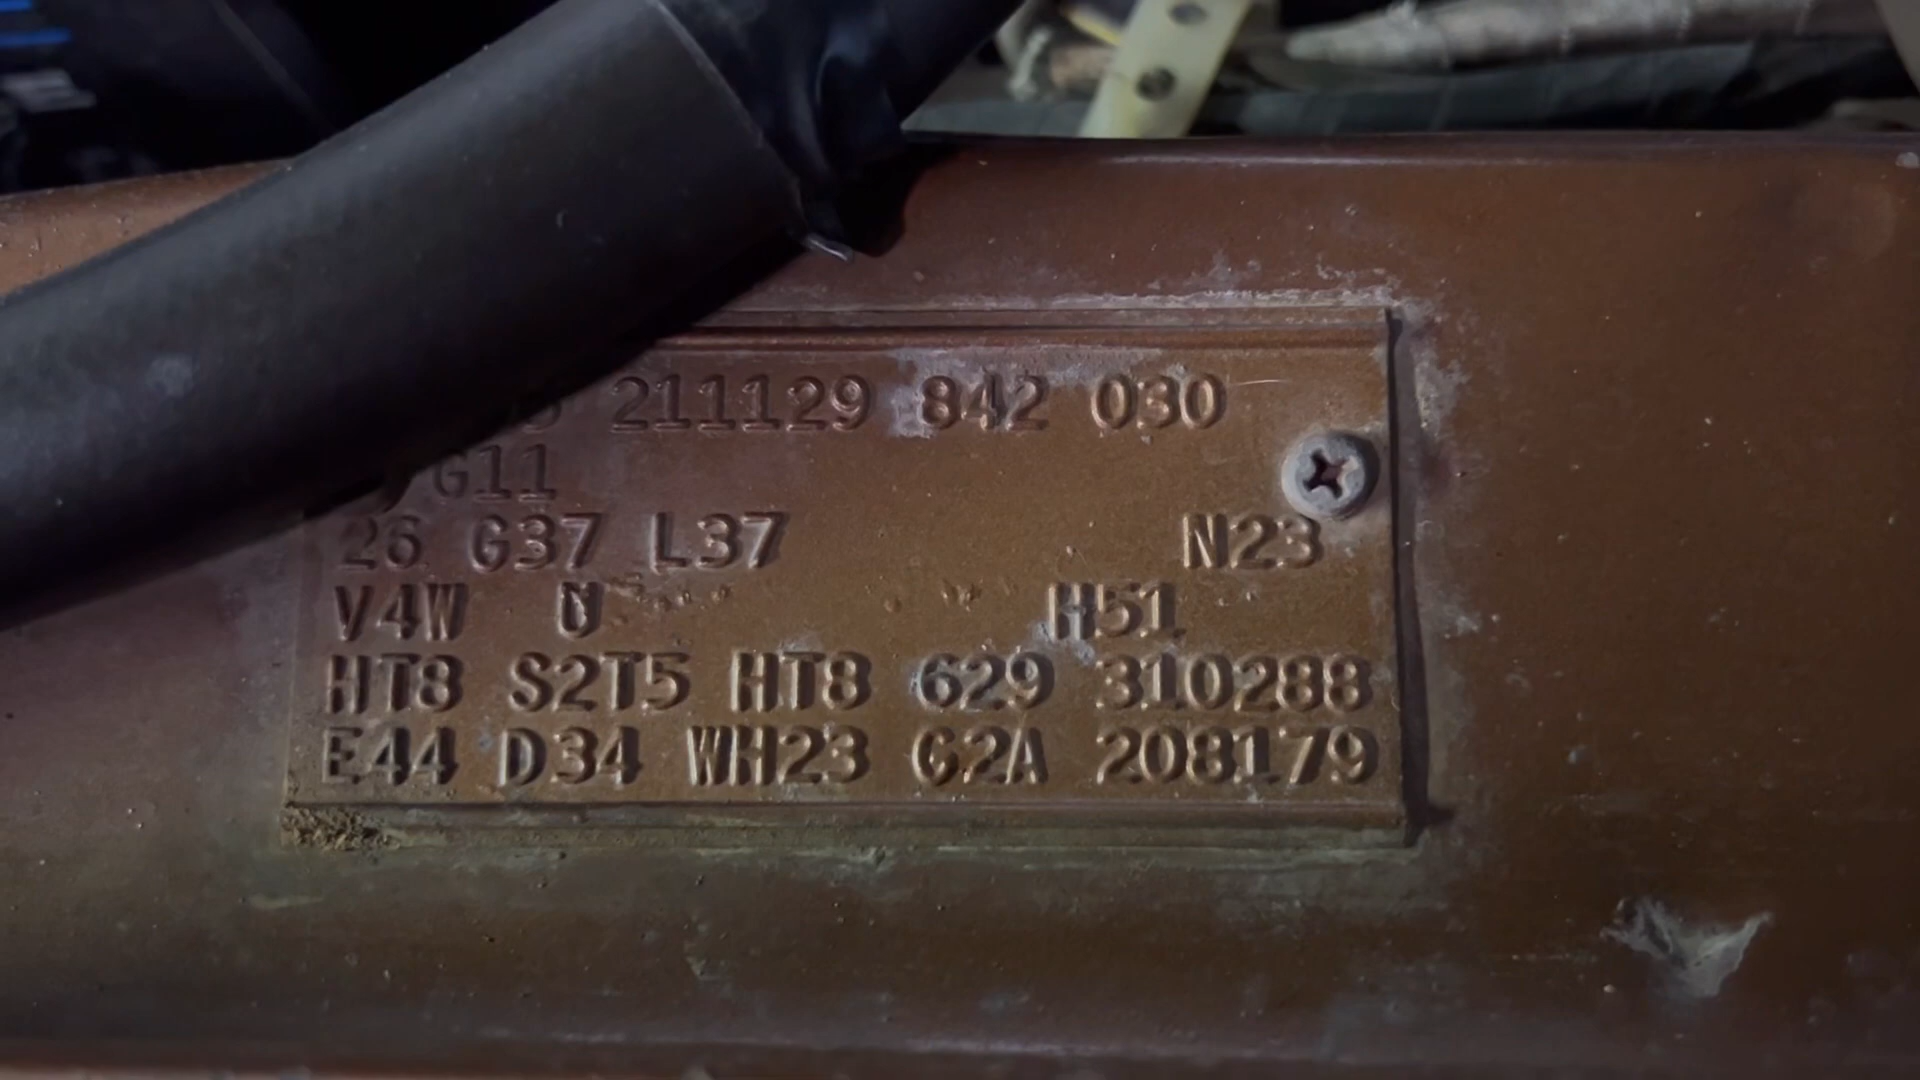 211129 842 030
G11
26 G37 L37 N23
V4W U H51
HT8 S2T5 HT8 629 310288
E44 D34 WH23 G2A 208179